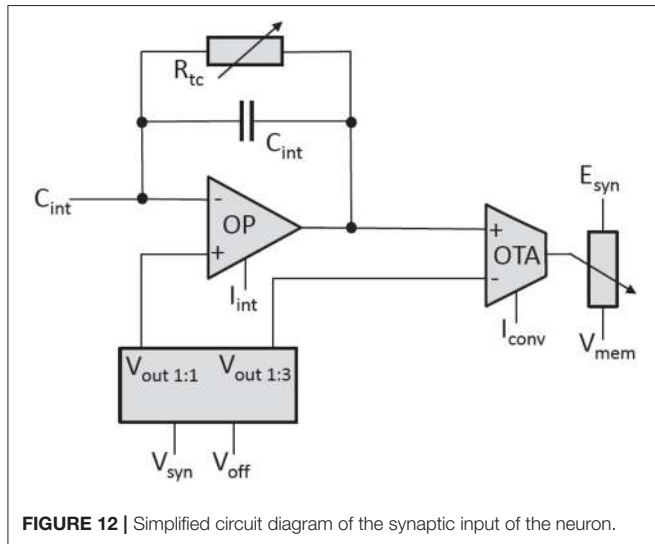 R_tc
C_int
C_int
-
OP
+
I_int
E_syn
+
OTA
-
I_conv
V_mem
V_out 1:1 V_out 1:3
V_syn V_off
FIGURE 12 | Simplified circuit diagram of the synaptic input of the neuron.